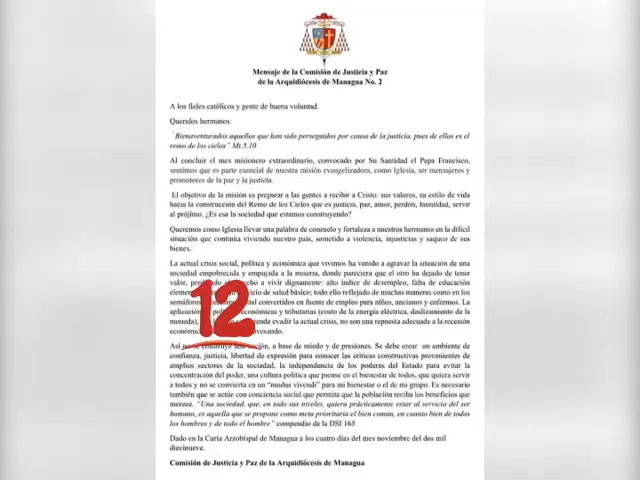 Mensaje de la Comisión de Justicia y Paz
de la Arquidiócesis de Managua No. 2
A los fieles católicos y gente de buena voluntad.
Queridos hermanos:
"Bienaventurados aquellos que han sido perseguidos por causa de la justicia, pues de ellos es el
reino de los cielos" Mt.5.10
Al concluir el mes misionero extraordinario, convocado por Su Santidad el Papa Francisco,
sentimos que es parte esencial de nuestra misión evangelizadora, como Iglesia, ser mensajeros y
promotores de la paz y la justicia.
El objetivo de la misión es preparar a las gentes a recibir a Cristo: sus valores, su estilo de vida
hacia la construcción del Reino de los Cielos que es justicia, paz, amor, perdón, humildad, servir
al prójimo. ¿Es esa la sociedad que estamos construyendo?
Queremos como Iglesia llevar una palabra de consuelo y fortaleza a nuestros hermanos en la difícil
situación que continúa viviendo nuestro país, sometido a violencia, injusticias y saqueo de sus
bienes.
La actual crisis social, política y económica que vivimos ha venido a agravar la situación de una
sociedad empobrecida y empujada a la miseria, donde pareciera que el otro ha dejado de tener
valor, a vivir dignamente: alto índice de desempleo, falta de educación
de salud básico; todo ello reflejado de muchas maneras como en los
convertidos en fuente de empleo para niños, ancianos y enfermos. La
económicas y tributarias (costo de la energía eléctrica, deslizamiento de la
evadir la actual crisis, no son una repuesta adecuada a la recesión
12
a base de miedo y de presiones. Se debe crear un ambiente de
confianza, justicia, libertad de expresión para conocer las críticas constructivas provenientes de
amplios sectores de la sociedad, la independencia de los poderes del Estado para evitar la
concentración del poder, una cultura política que piense en el bienestar de todos, que quiera servir
a todos y no se convierta en un "modus vivendi" para mi bienestar o el de mi grupo. Es necesario
también que se actúe con conciencia social que permita que la población reciba los beneficios que
merece. "Una sociedad que, en todo sus niveles, quiera prácticamente estar al servicio del ser
humano, es aquella que se propone como meta prioritaria el bien común, en cuanto bien de todos
los hombres y de todo el hombre" compendio de la DSI 165
Dado en la Curia Arzobispal de Managua a los cuatro días del mes noviembre del dos mil
diecinueve.
Comisión de Justicia y Paz de la Arquidiócesis de Managua